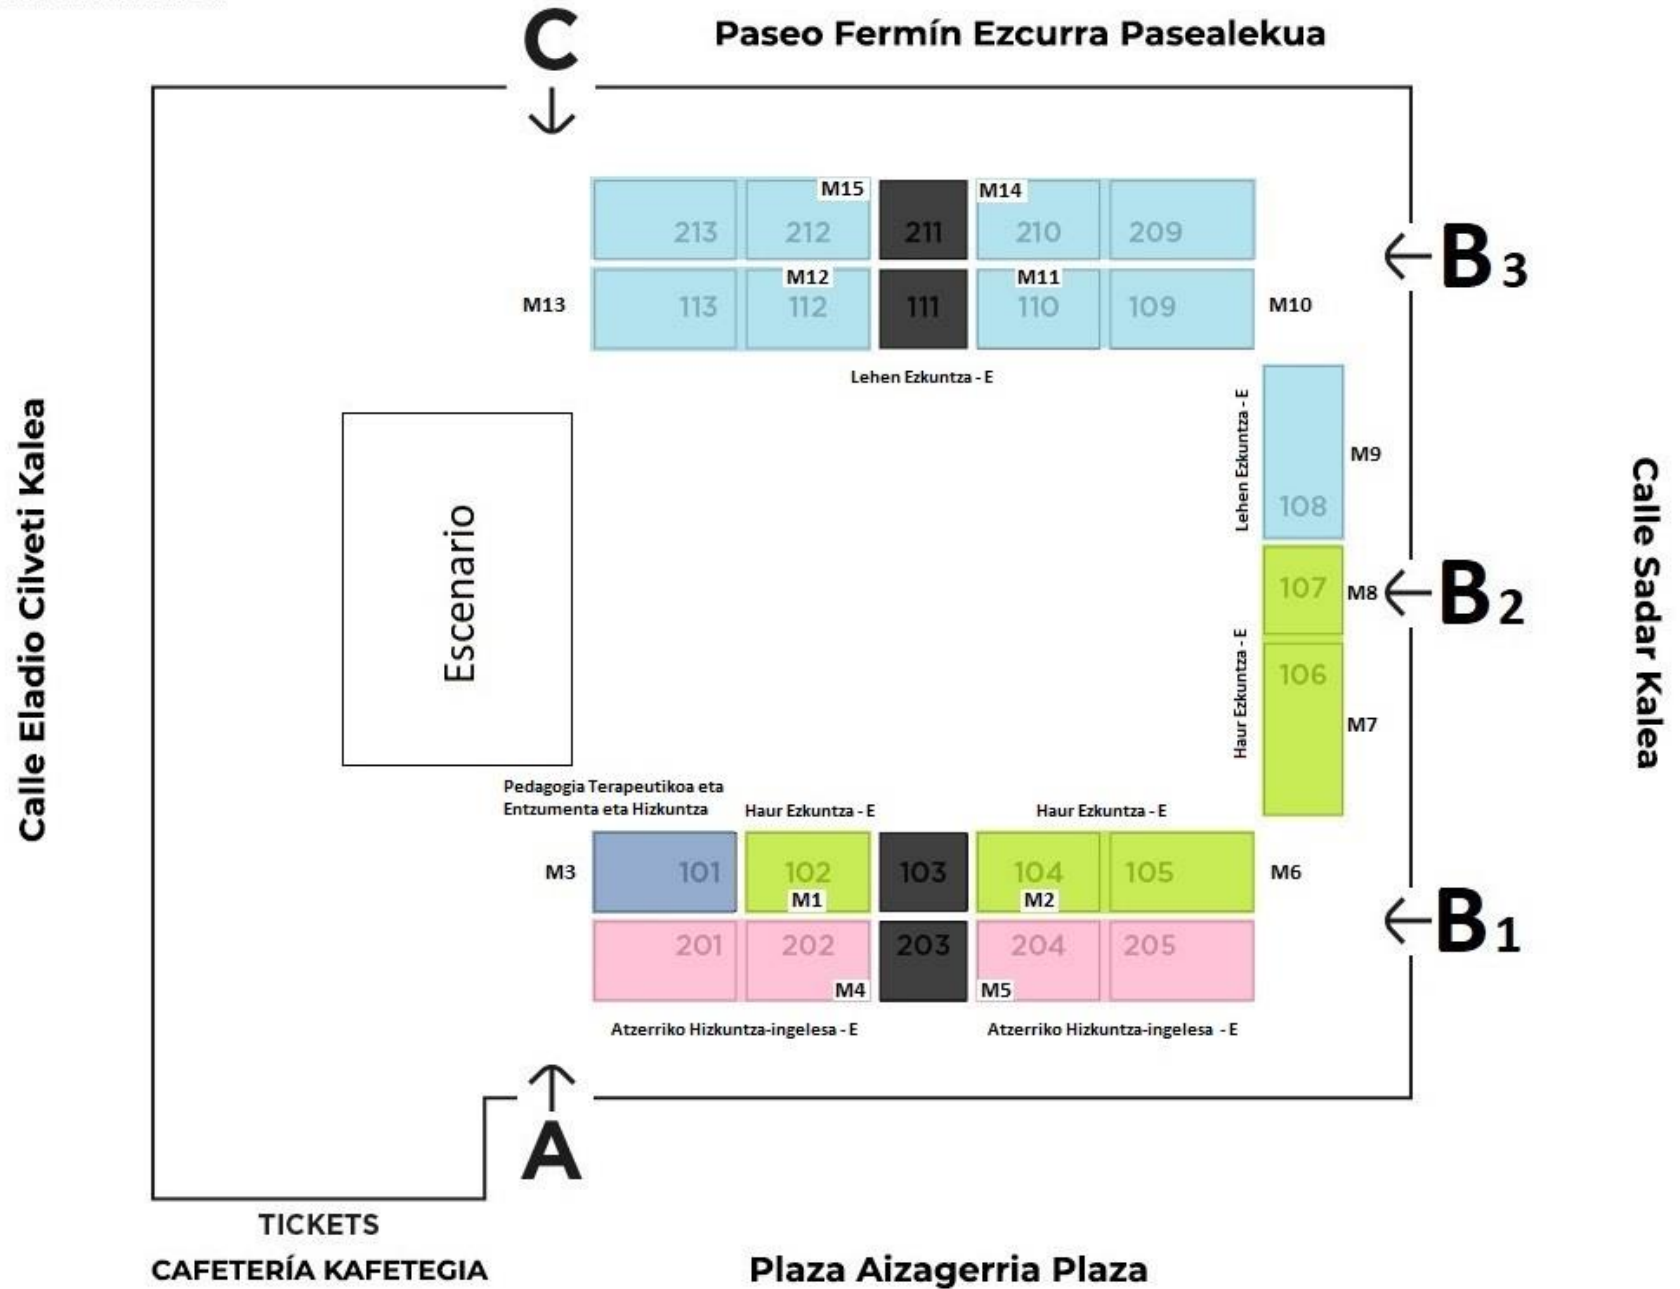 C
Paseo Fermín Ezcurra Pasealekua
M15
M14
213
212
211
210
209
B3
M12
M11
M13
113
112
111
110
109
M10
Lehen Ezkuntza - E
Lehen Ezkuntza - E
M9
108
Calle Eladio Cilveti Kalea
Escenario
Calle Sadar Kalea
107
M8
B2
106
Haur Ezkuntza - E
M7
Pedagogia Terapeutikoa eta
Entzumenta eta Hizkuntza
Haur Ezkuntza - E
Haur Ezkuntza - E
M3
101
102
103
104
105
M6
M1
M2
B1
201
202
203
204
205
M4
M5
Atzerriko Hizkuntza-ingelesa - E
Atzerriko Hizkuntza-ingelesa - E
A
TICKETS
CAFETERÍA KAFETEGIA
Plaza Aizagerria Plaza